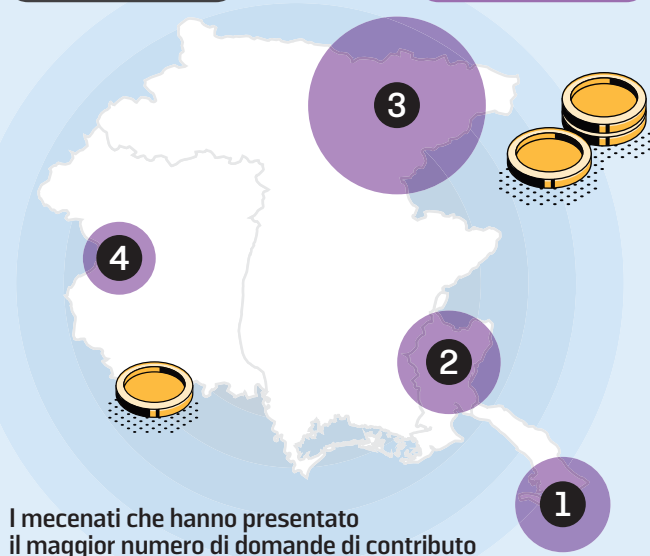 3
4
2
1
I mecenati che hanno presentato
il maggior numero di domande di contributo